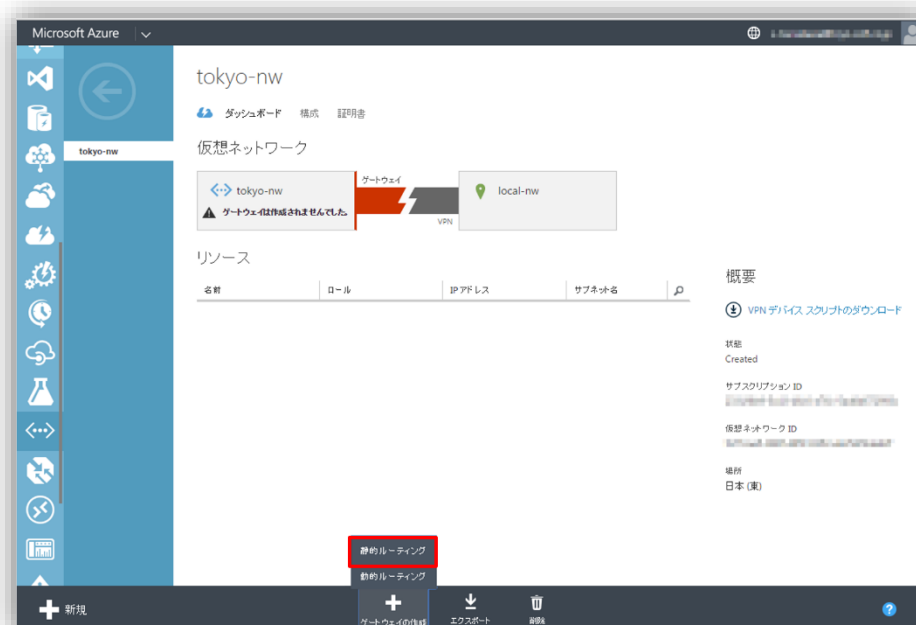 Microsoft Azure
tokyo-nw
ダッシュボード 構成 証明書
tokyo-nw
仮想ネットワーク
ゲートウェイ
tokyo-nw
local-nw
ゲートウェイは作成されませんでした。
VPN
リソース
概要
名前 ロール IP アドレス サブネット名
VPN デバイス スクリプトのダウンロード
状態
Created
サブスクリプション ID
仮想ネットワーク ID
場所
日本 (東)
静的ルーティング
動的ルーティング
新規
ゲートウェイの作成 エクスポート 削除
?